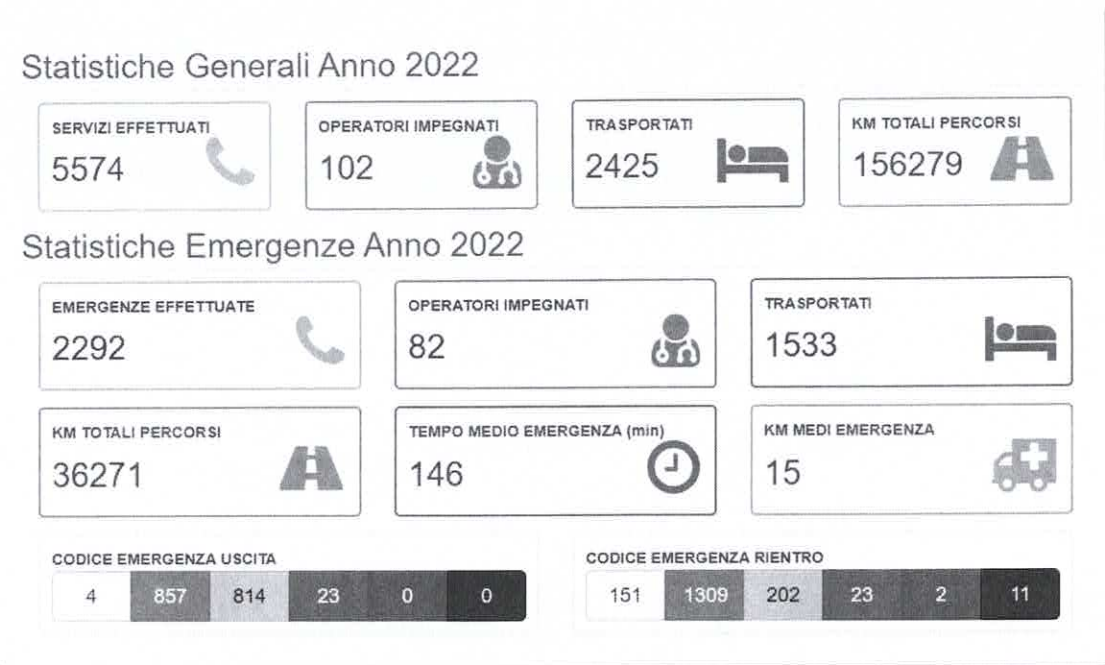 Statistiche Generali Anno 2022
SERVIZI EFFETTUATI
5574
OPERATORI IMPEGNATI
102
TRASPORTATI
2425
KM TOTALI PERCORSI
156279
Statistiche Emergenze Anno 2022
EMERGENZE EFFETTUATE
2292
OPERATORI IMPEGNATI
82
TRASPORTATI
1533
KM TOTALI PERCORSI
36271
TEMPO MEDIO EMERGENZA (min)
146
KM MEDI EMERGENZA
15
CODICE EMERGENZA USCITA
4 857 814 23 0 0
CODICE EMERGENZA RIENTRO
151 1309 202 23 2 11